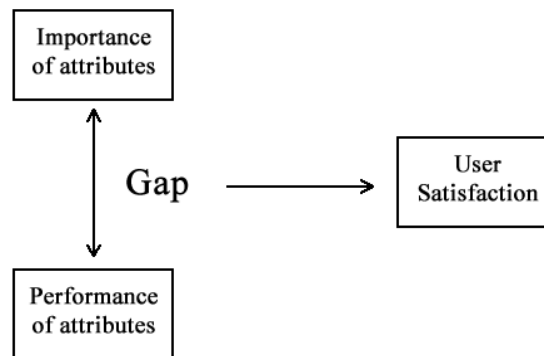 Importance
of attributes
Gap
User
Satisfaction
Performance
of attributes